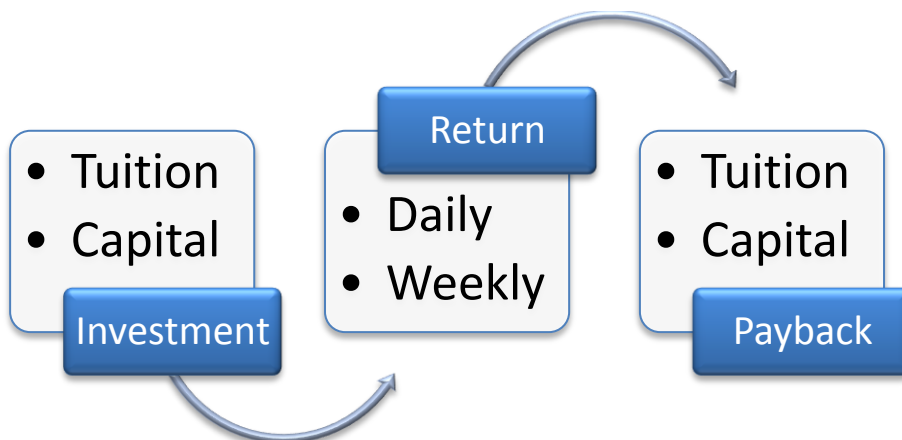 • Tuition
• Capital
Investment
Return
• Daily
• Weekly
• Tuition
• Capital
Payback